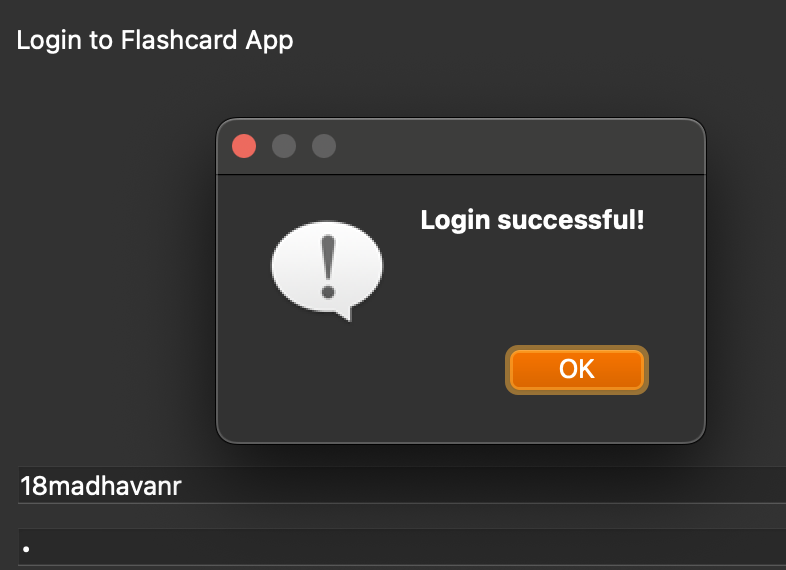 Login to Flashcard App
Login successful!
OK
18madhavanr
•